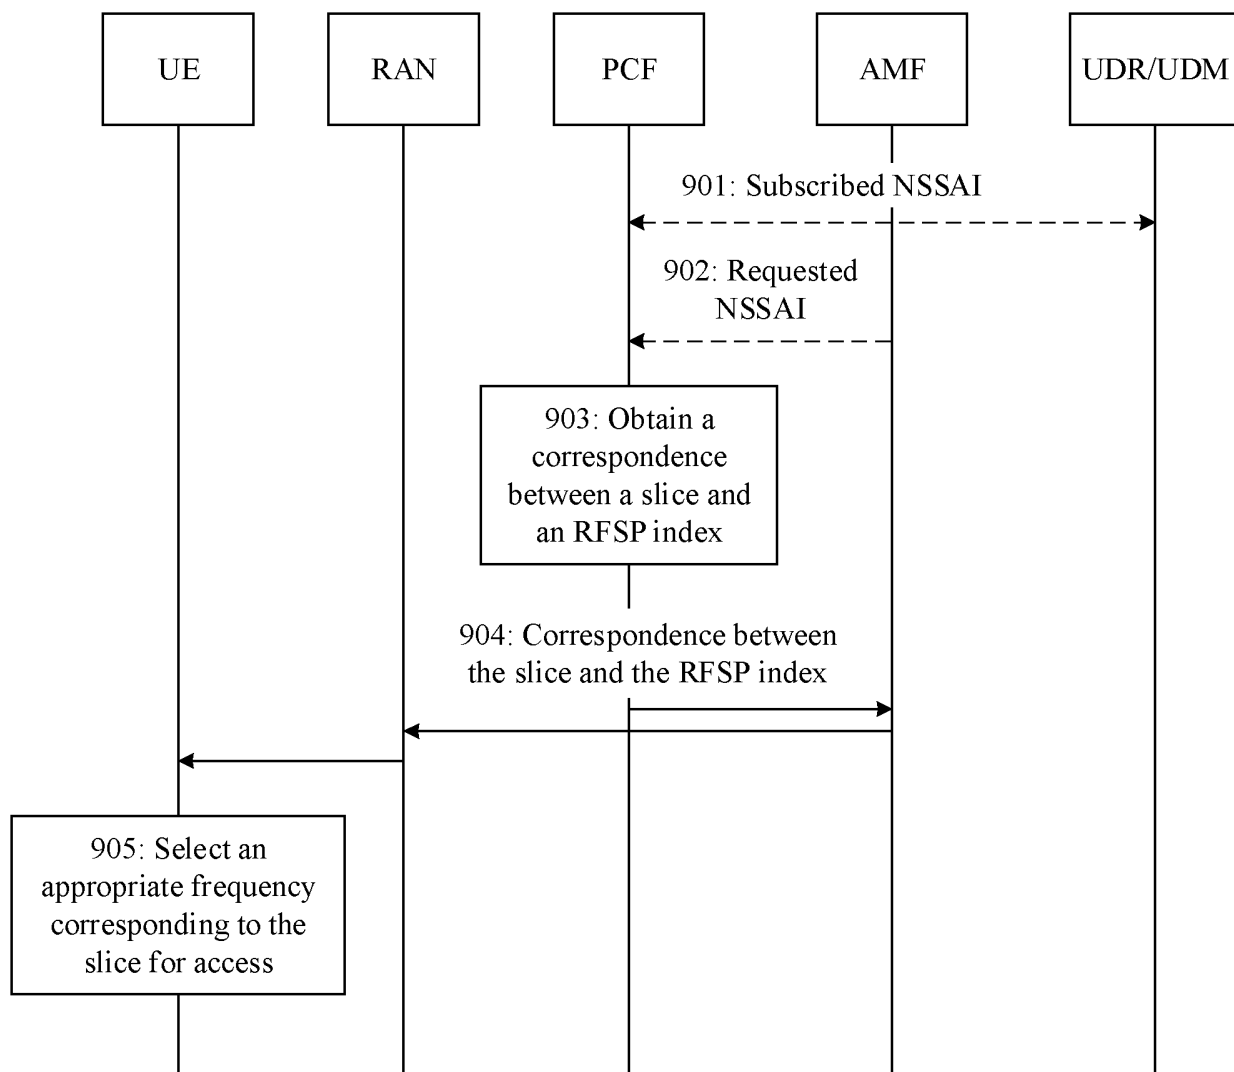 UE
RAN
PCF
AMF
UDR/UDM
901: Subscribed NSSAI
902: Requested
NSSAI
903: Obtain a
correspondence
between a slice and
an RFSP index
904: Correspondence between
the slice and the RFSP index
905: Select an
appropriate frequency
corresponding to the
slice for access